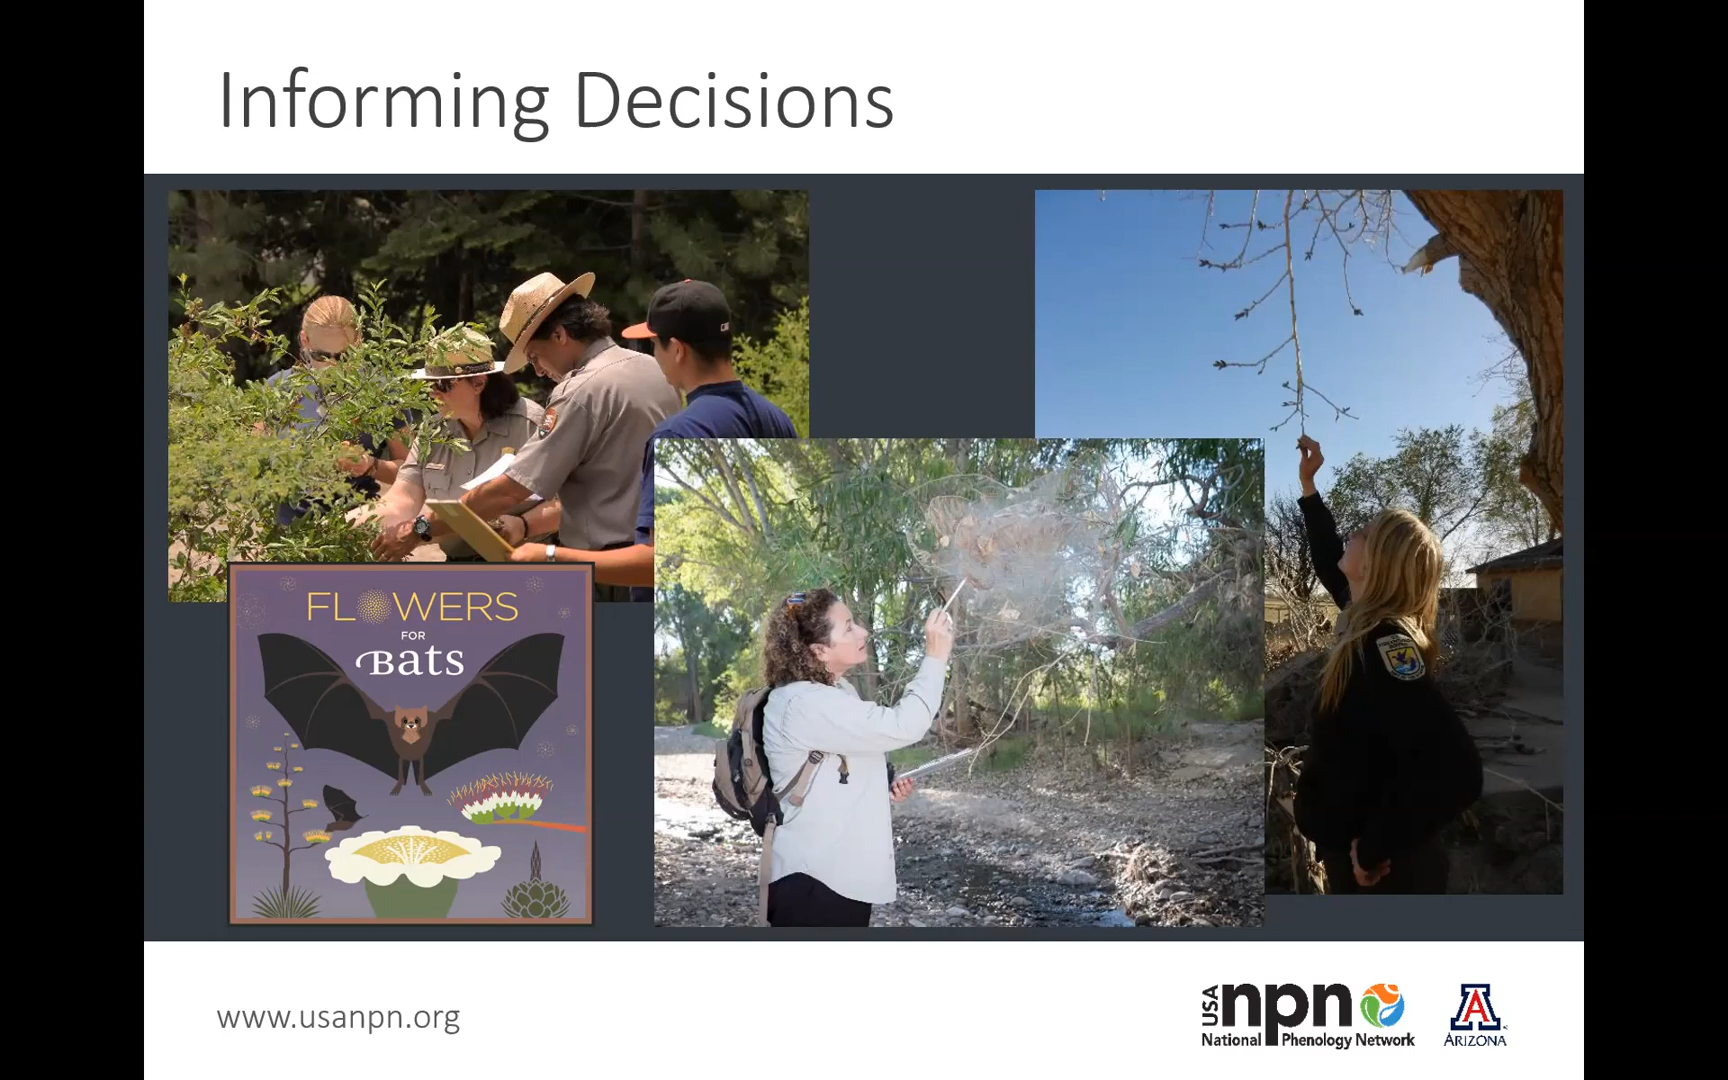 Informing Decisions
FLOWERS
FOR
Bats
www.usanpn.org
USA npn
National Phenology Network
A
ARIZONA